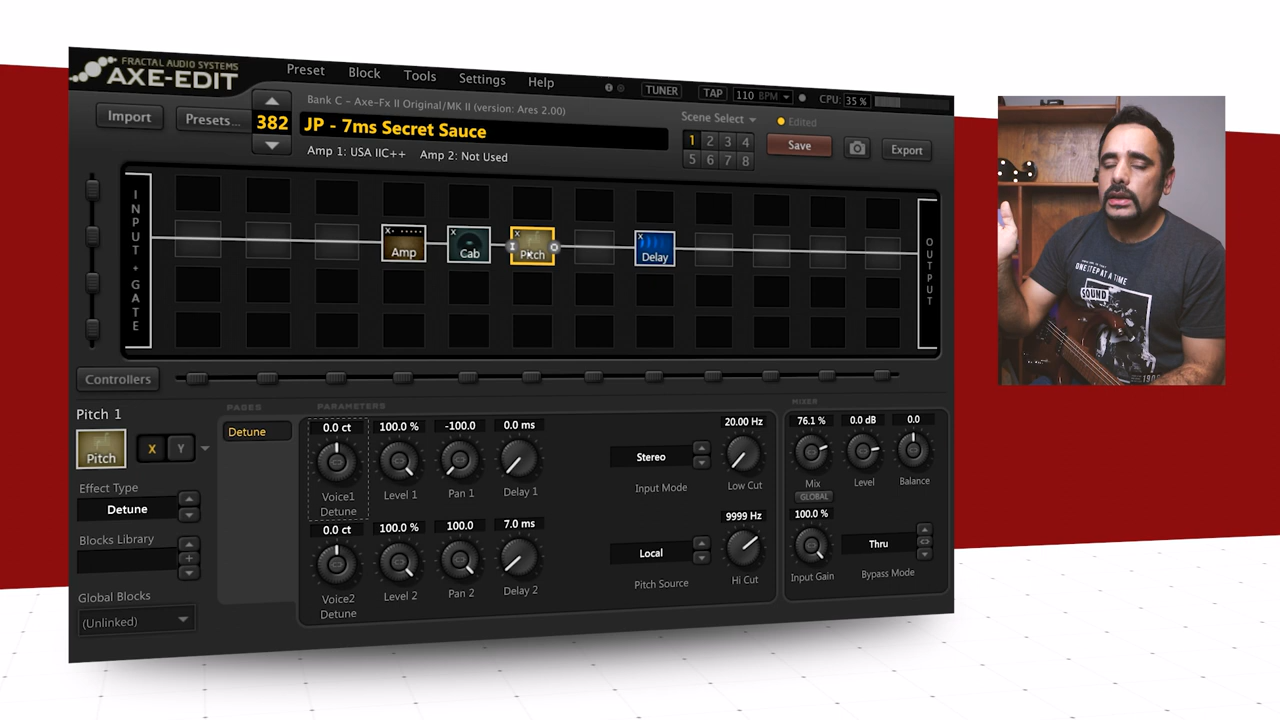 FRACTAL AUDIO SYSTEMS
AXE-EDIT
Preset Block Tools Settings Help
TUNER TAP 110 BPM CPU: 35 %
Import Presets... 382
Bank C – Axe-Fx II Original/MK II (version: Ares 2.00)
JP - 7ms Secret Sauce
Amp 1: USA IIC++ Amp 2: Not Used
Scene Select
1 2 3 4
5 6 7 8
Edited
Save Export
INPUT + GATE
X Amp
X Cab
X Pitch
X Delay
OUTPUT
Controllers
Pitch 1
Pitch
X Y
Effect Type
Detune
Blocks Library
Global Blocks
(Unlinked)
PAGES
Detune
PARAMETERS
0.0 ct 100.0 % -100.0 0.0 ms
Voice1 Detune Level 1 Pan 1 Delay 1
0.0 ct 100.0 % 100.0 7.0 ms
Voice2 Detune Level 2 Pan 2 Delay 2
Stereo
Input Mode
Local
Pitch Source
20.00 Hz
Low Cut
9999 Hz
Hi Cut
MIXER
76.1 % 0.0 dB 0.0
Mix Level Balance
GLOBAL
100.0 %
Input Gain
Thru
Bypass Mode
ONE STEP AT A TIME
SOUND